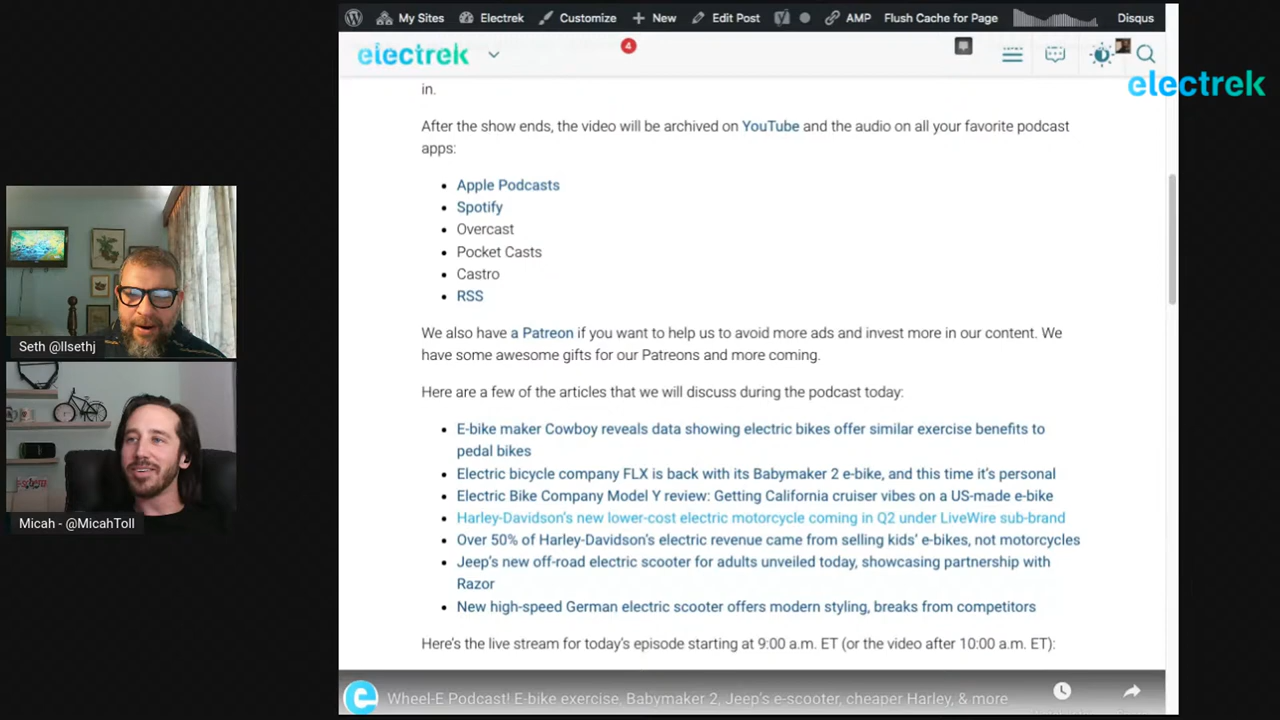 My Sites Electrek Customize New Edit Post AMP Flush Cache for Page Disqus
electrek 4
electrek
in.
After the show ends, the video will be archived on YouTube and the audio on all your favorite podcast
apps:
Apple Podcasts
Spotify
Overcast
Pocket Casts
Castro
RSS
We also have a Patreon if you want to help us to avoid more ads and invest more in our content. We
have some awesome gifts for our Patreons and more coming.
Here are a few of the articles that we will discuss during the podcast today:
E-bike maker Cowboy reveals data showing electric bikes offer similar exercise benefits to
pedal bikes
Electric bicycle company FLX is back with its Babymaker 2 e-bike, and this time it's personal
Electric Bike Company Model Y review: Getting California cruiser vibes on a US-made e-bike
Harley-Davidson's new lower-cost electric motorcycle coming in Q2 under LiveWire sub-brand
Over 50% of Harley-Davidson's electric revenue came from selling kids' e-bikes, not motorcycles
Jeep's new off-road electric scooter for adults unveiled today, showcasing partnership with
Razor
New high-speed German electric scooter offers modern styling, breaks from competitors
Here's the live stream for today's episode starting at 9:00 a.m. ET (or the video after 10:00 a.m. ET):
Wheel-E Podcast! E-bike exercise, Babymaker 2, Jeep's e-scooter, cheaper Harley, & more
Seth @llsethj
Micah - @MicahToll